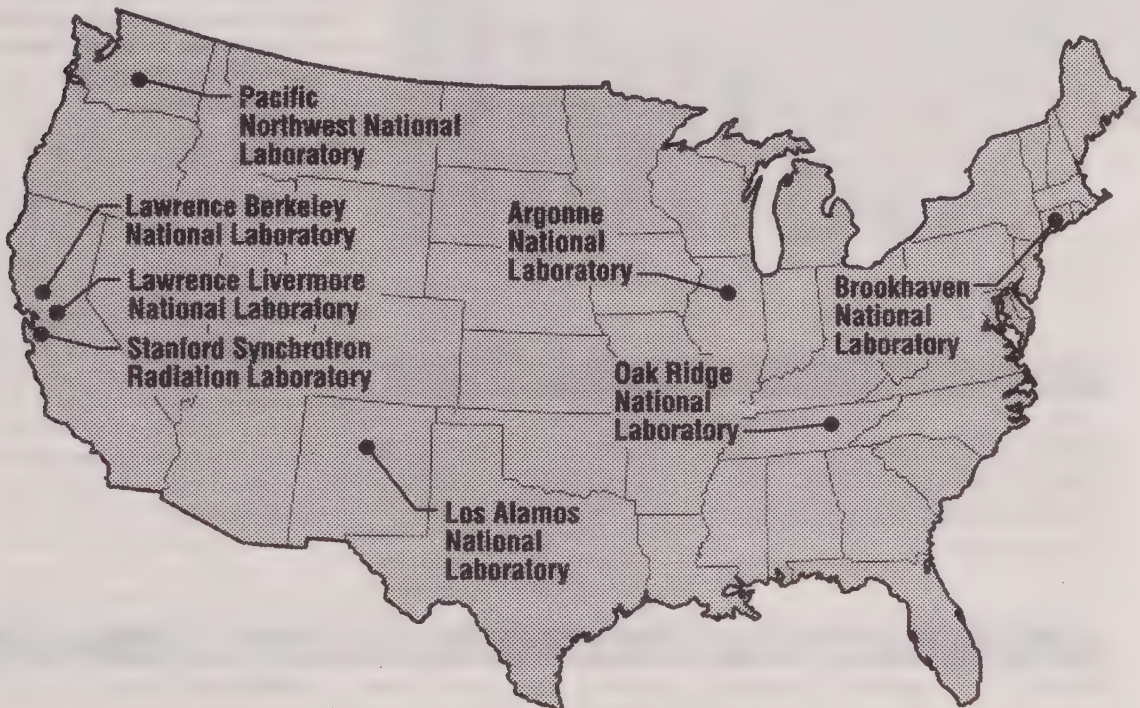 Pacific
Northwest National
Laboratory
Lawrence Berkeley
National Laboratory
Lawrence Livermore
National Laboratory
Stanford Synchrotron
Radiation Laboratory
Argonne
National
Laboratory
Brookhaven
National
Laboratory
Oak Ridge
National
Laboratory
Los Alamos
National
Laboratory